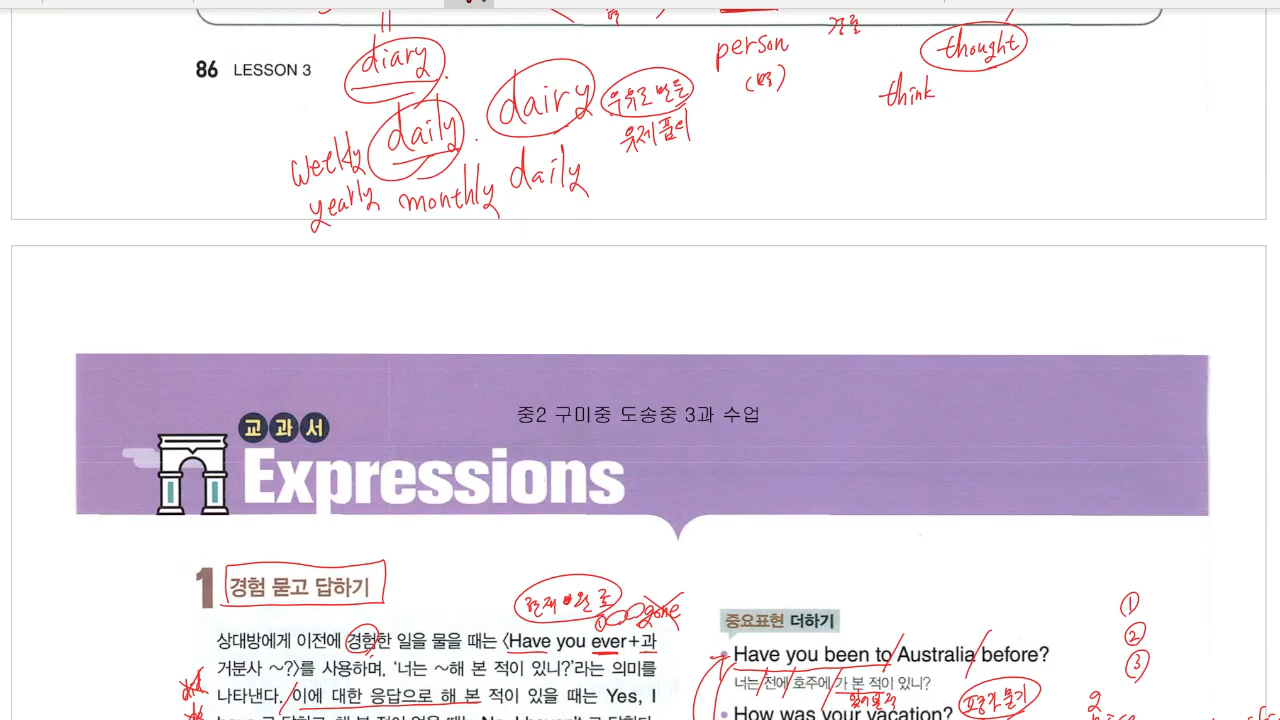 diary
person
thought
86 LESSON 3
dairy
우유로 만든
think
daily
유제품의
weekly
daily
yearly
monthly
중2 구미중 도송중 3과 수업
교과서
Expressions
1 경험 묻고 답하기
현재완료
gone
상대방에게 이전에 경험한 일을 물을 때는 〈Have you ever+과
거분사 ~?〉를 사용하며, '너는 ~해 본 적이 있니?'라는 의미를
나타낸다. 이에 대한 응답으로 해 본 적이 있을 때는 Yes, I
중요표현 더하기
①
②
③
Have you been to Australia before?
너는 전에 호주에 가 본 적이 있니?
How was your vacation?